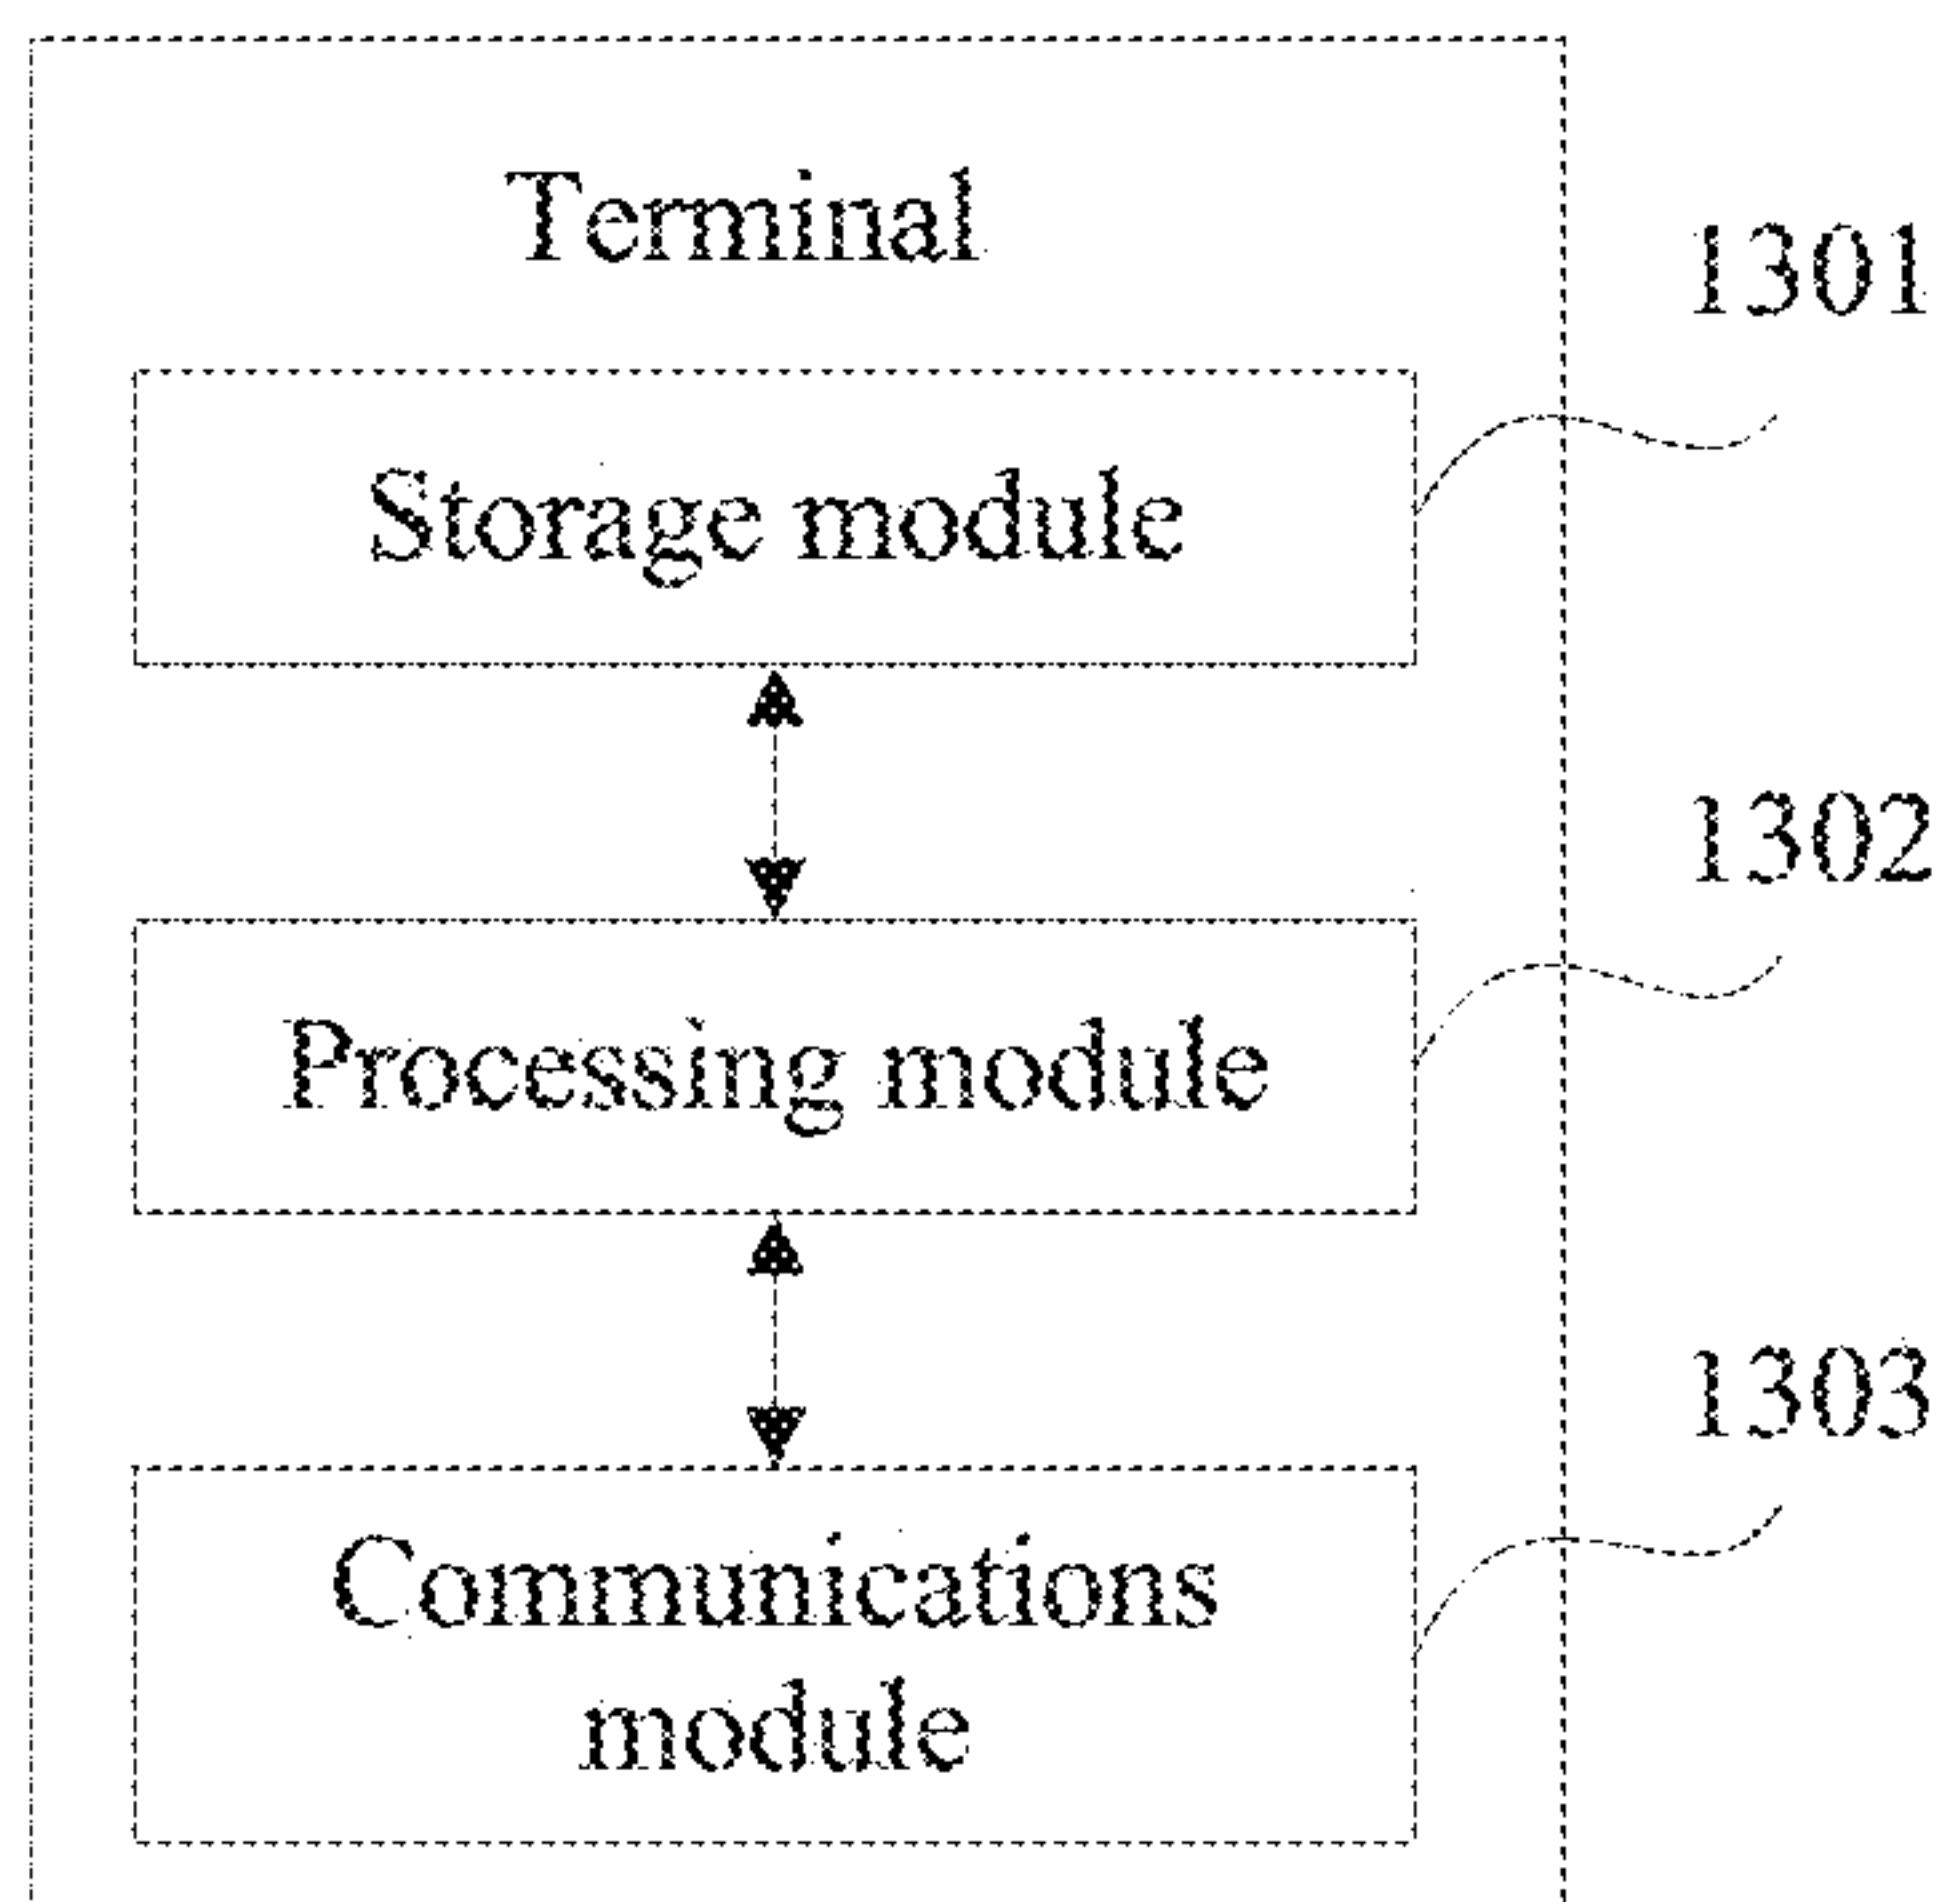 Terminal
1301
Storage module
1302
Processing module
1303
Communications
module